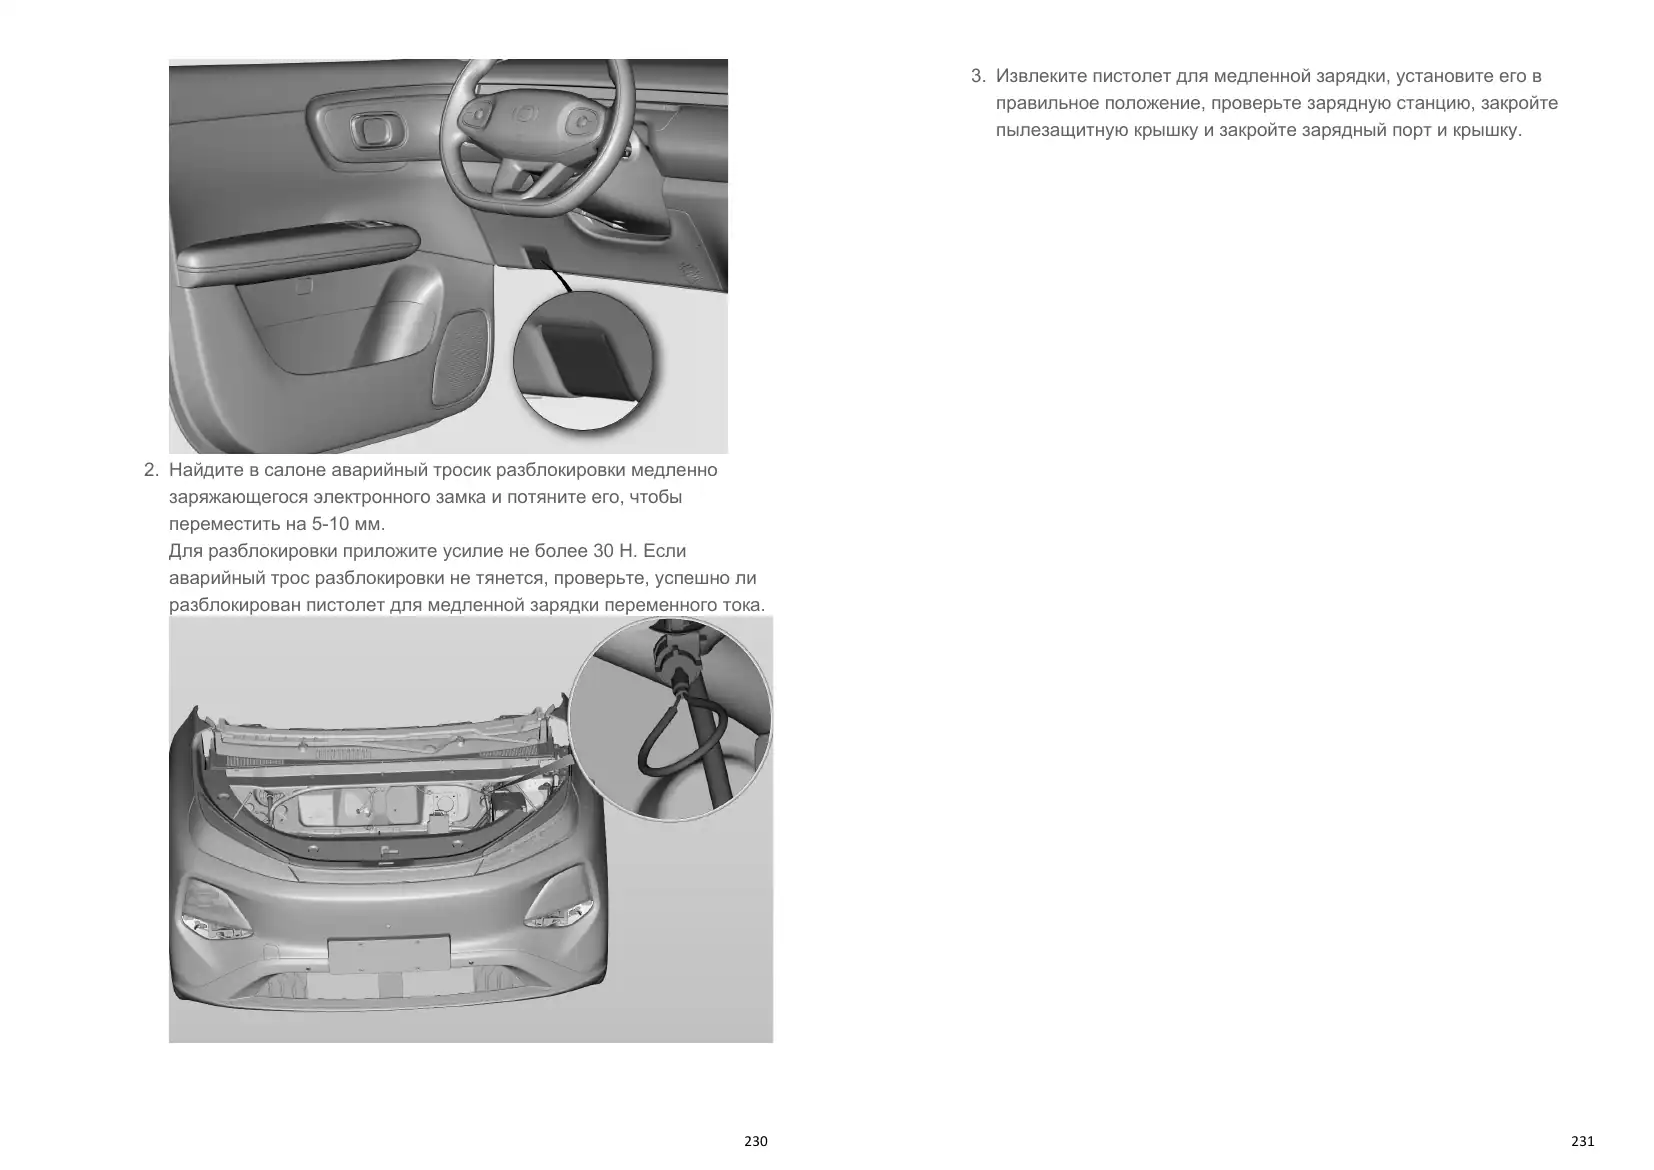 2. Найдите в салоне аварийный тросик разблокировки медленно
заряжающегося электронного замка и потяните его, чтобы
переместить на 5-10 мм.
Для разблокировки приложите усилие не более 30 Н. Если
аварийный трос разблокировки не тянется, проверьте, успешно ли
разблокирован пистолет для медленной зарядки переменного тока.
230
3. Извлеките пистолет для медленной зарядки, установите его в
правильное положение, проверьте зарядную станцию, закройте
пылезащитную крышку и закройте зарядный порт и крышку.
231